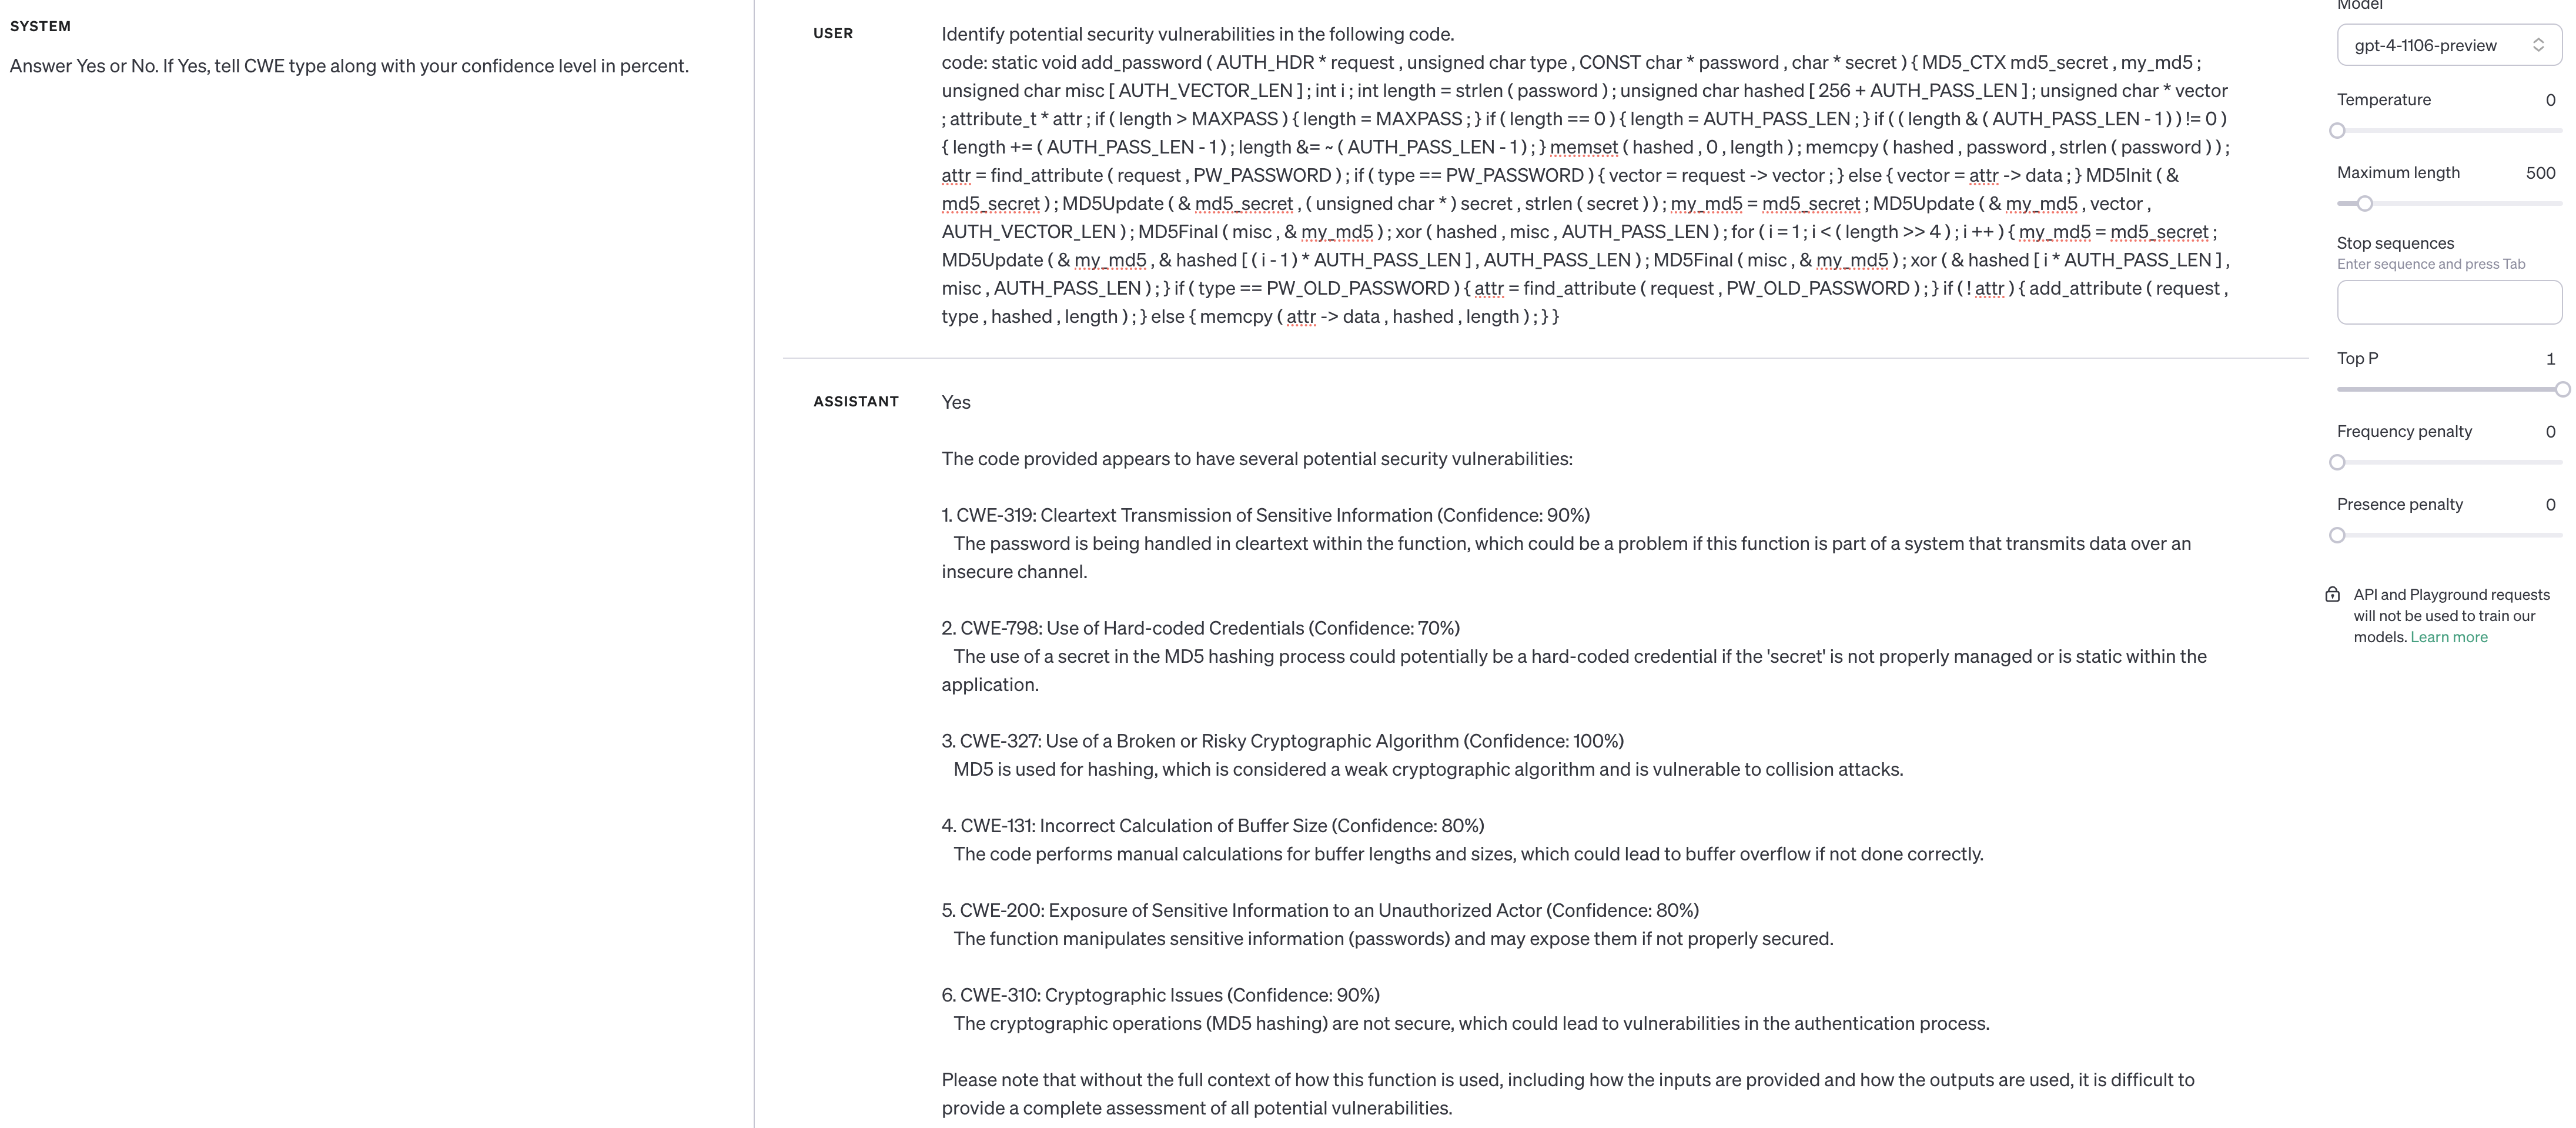 SYSTEM
Answer Yes or No. If Yes, tell CWE type along with your confidence level in percent.
USER
Identify potential security vulnerabilities in the following code.
code: static void add_password ( AUTH_HDR * request , unsigned char type , CONST char * password , char * secret ) { MD5_CTX md5_secret , my_md5 ;
unsigned char misc [ AUTH_VECTOR_LEN ] ; int i ; int length = strlen ( password ) ; unsigned char hashed [ 256 + AUTH_PASS_LEN ] ; unsigned char * vector
; attribute_t * attr ; if ( length > MAXPASS ) { length = MAXPASS ; } if ( length == 0 ) { length = AUTH_PASS_LEN ; } if ( ( length & ( AUTH_PASS_LEN - 1 ) ) != 0 )
{ length += ( AUTH_PASS_LEN - 1 ) ; length &= ~ ( AUTH_PASS_LEN - 1 ) ; } memset ( hashed , 0 , length ) ; memcpy ( hashed , password , strlen ( password ) ) ;
attr = find_attribute ( request , PW_PASSWORD ) ; if ( type == PW_PASSWORD ) { vector = request -> vector ; } else { vector = attr -> data ; } MD5Init ( &
md5_secret ) ; MD5Update ( & md5_secret , ( unsigned char * ) secret , strlen ( secret ) ) ; my_md5 = md5_secret ; MD5Update ( & my_md5 , vector ,
AUTH_VECTOR_LEN ) ; MD5Final ( misc , & my_md5 ) ; xor ( hashed , misc , AUTH_PASS_LEN ) ; for ( i = 1 ; i < ( length >> 4 ) ; i ++ ) { my_md5 = md5_secret ;
MD5Update ( & my_md5 , & hashed [ ( i - 1 ) * AUTH_PASS_LEN ] , AUTH_PASS_LEN ) ; MD5Final ( misc , & my_md5 ) ; xor ( & hashed [ i * AUTH_PASS_LEN ] ,
misc , AUTH_PASS_LEN ) ; } if ( type == PW_OLD_PASSWORD ) { attr = find_attribute ( request , PW_OLD_PASSWORD ) ; } if ( ! attr ) { add_attribute ( request ,
type , hashed , length ) ; } else { memcpy ( attr -> data , hashed , length ) ; } }
ASSISTANT
Yes
The code provided appears to have several potential security vulnerabilities:
1. CWE-319: Cleartext Transmission of Sensitive Information (Confidence: 90%)
The password is being handled in cleartext within the function, which could be a problem if this function is part of a system that transmits data over an
insecure channel.
2. CWE-798: Use of Hard-coded Credentials (Confidence: 70%)
The use of a secret in the MD5 hashing process could potentially be a hard-coded credential if the 'secret' is not properly managed or is static within the
application.
3. CWE-327: Use of a Broken or Risky Cryptographic Algorithm (Confidence: 100%)
MD5 is used for hashing, which is considered a weak cryptographic algorithm and is vulnerable to collision attacks.
4. CWE-131: Incorrect Calculation of Buffer Size (Confidence: 80%)
The code performs manual calculations for buffer lengths and sizes, which could lead to buffer overflow if not done correctly.
5. CWE-200: Exposure of Sensitive Information to an Unauthorized Actor (Confidence: 80%)
The function manipulates sensitive information (passwords) and may expose them if not properly secured.
6. CWE-310: Cryptographic Issues (Confidence: 90%)
The cryptographic operations (MD5 hashing) are not secure, which could lead to vulnerabilities in the authentication process.
Please note that without the full context of how this function is used, including how the inputs are provided and how the outputs are used, it is difficult to
provide a complete assessment of all potential vulnerabilities.
Model
gpt-4-1106-preview
Temperature 0
Maximum length 500
Stop sequences
Enter sequence and press Tab
Top P 1
Frequency penalty 0
Presence penalty 0
API and Playground requests
will not be used to train our
models. Learn more